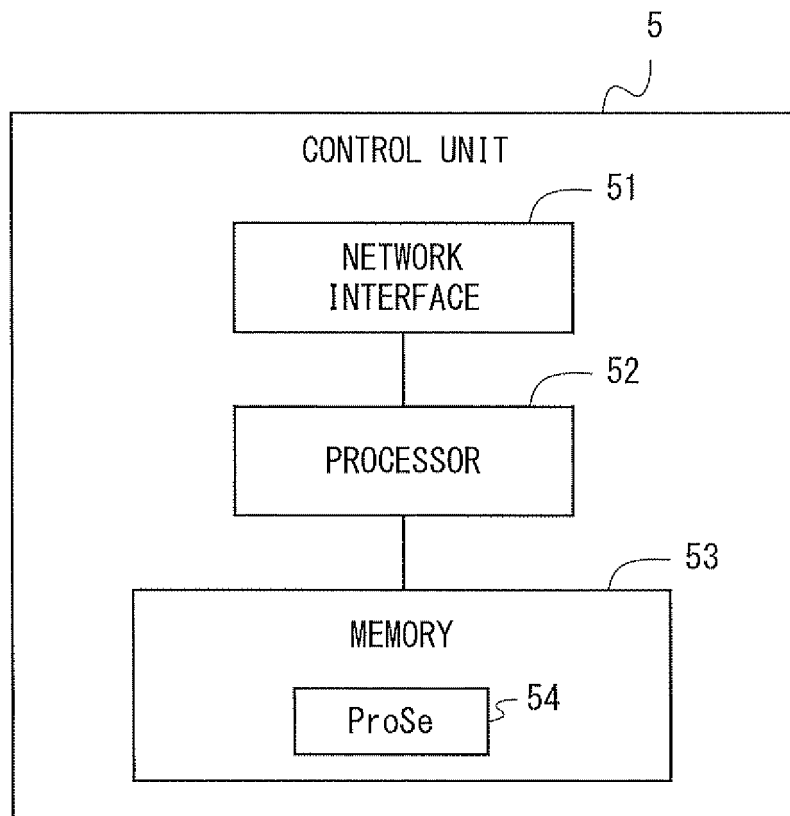 5
CONTROL UNIT
51
NETWORK
INTERFACE
52
PROCESSOR
53
MEMORY
54
ProSe